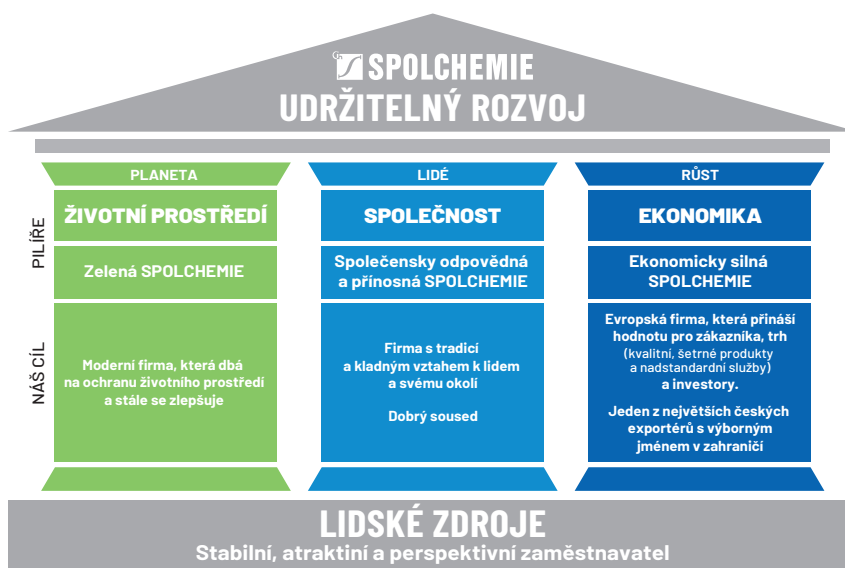 SPOLCHEMIE
UDRŽITELNÝ ROZVOJ
PLANETA
LIDÉ
RŮST
PILÍŘE
ŽIVOTNÍ PROSTŘEDÍ
SPOLEČNOST
EKONOMIKA
Zelená SPOLCHEMIE
Společensky odpovědná
a přínosná SPOLCHEMIE
Ekonomicky silná
SPOLCHEMIE
NÁŠ CÍL
Moderní firma, která dbá
na ochranu životního prostředí
a stále se zlepšuje
Firma s tradicí
a kladným vztahem k lidem
a svému okolí
Dobrý soused
Evropská firma, která přináší
hodnotu pro zákazníka, trh
(kvalitní, šetrné produkty
a nadstandardní služby)
a investory.
Jeden z největších českých
exportérů s výborným
jménem v zahraničí
LIDSKÉ ZDROJE
Stabilní, atraktiní a perspektivní zaměstnavatel